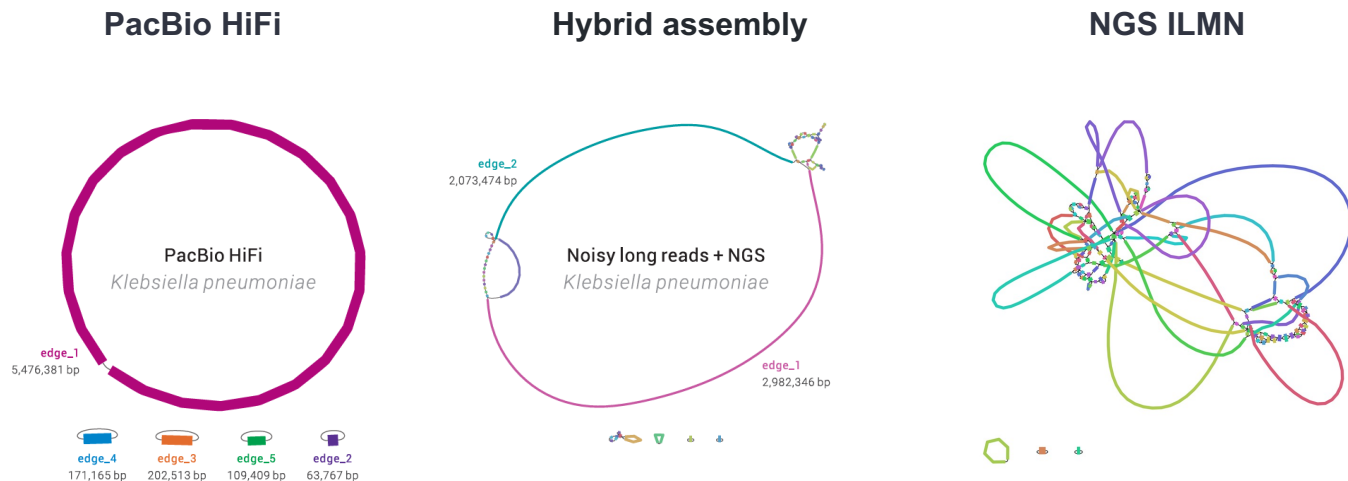 PacBio HiFi
Hybrid assembly
NGS ILMN
PacBio HiFi
Klebsiella pneumoniae
edge_1
5,476,381 bp
edge_4
171,165 bp
edge_3
202,513 bp
edge_5
109,409 bp
edge_2
63,767 bp
edge_2
2,073,474 bp
Noisy long reads + NGS
Klebsiella pneumoniae
edge_1
2,982,346 bp